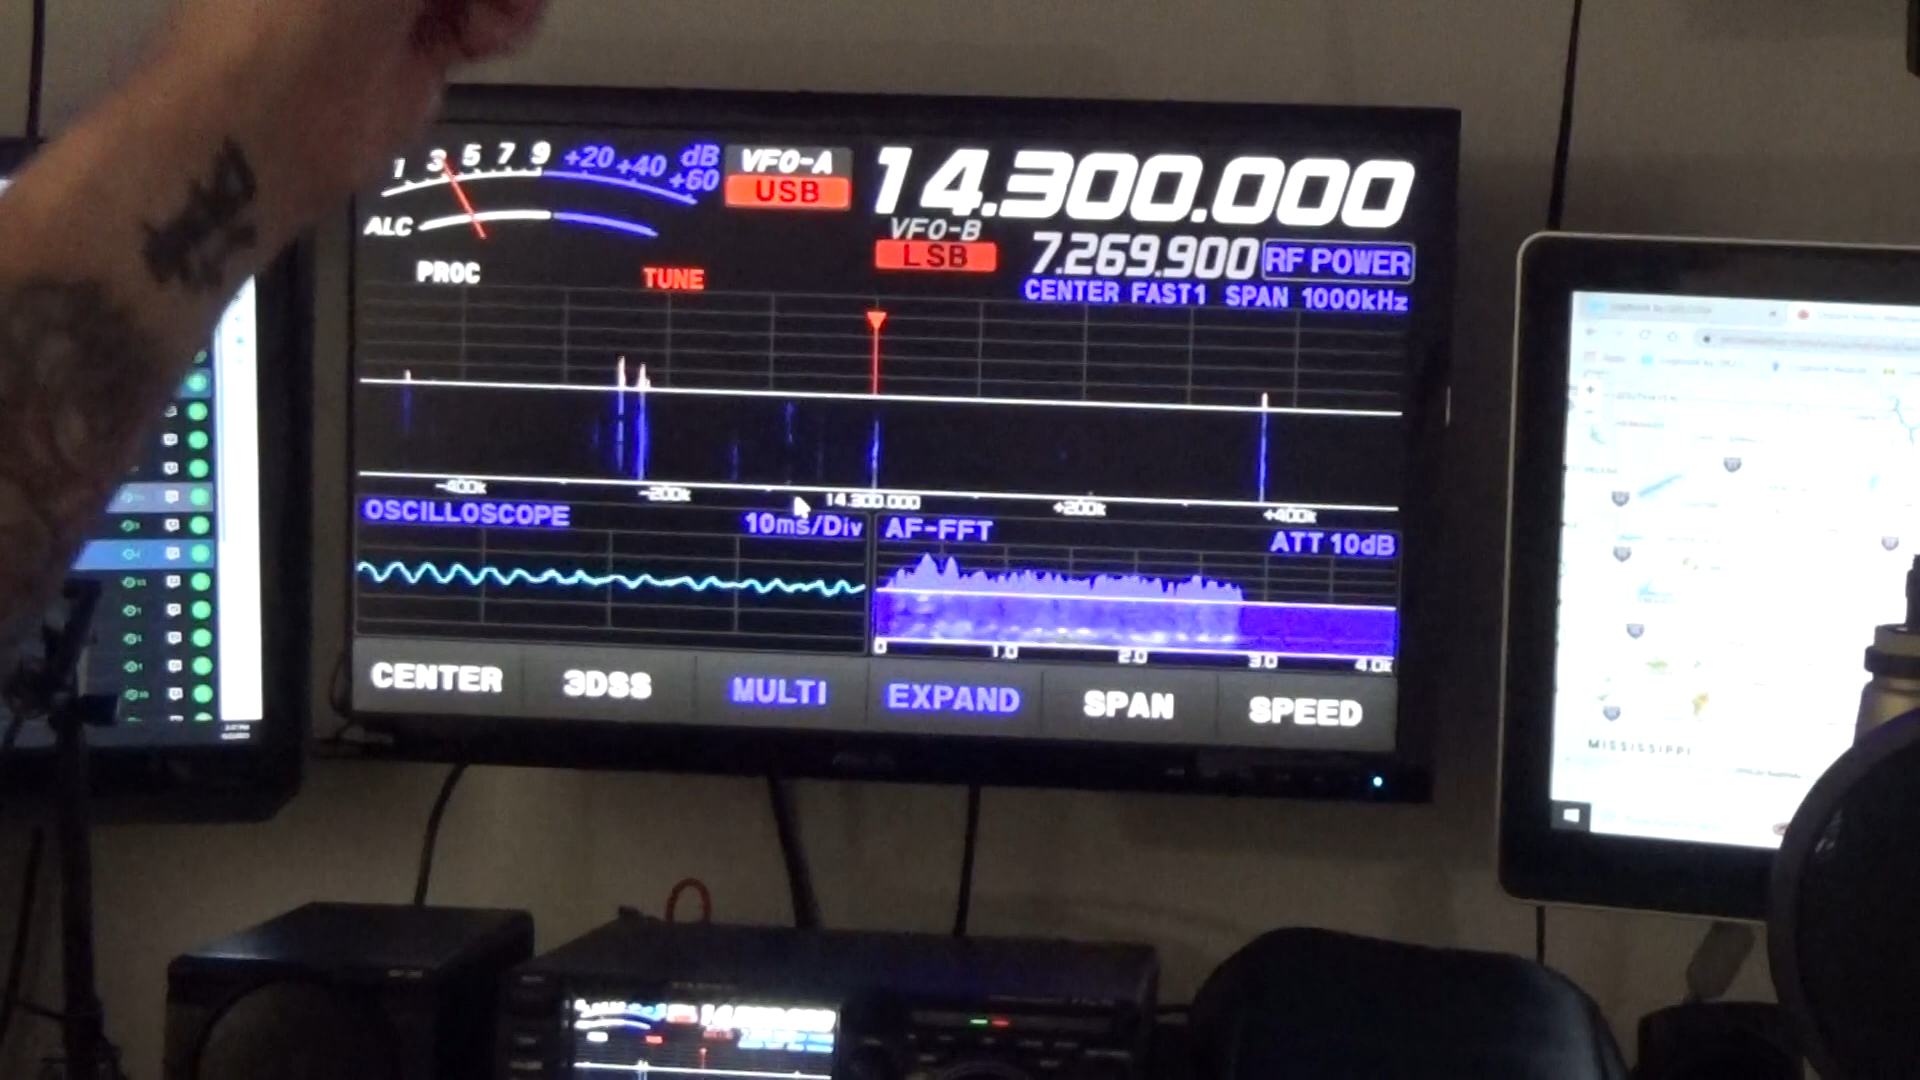 1 3 5 7 9 +20 +40 +60 dB
VFO-A
USB
14.300.000
ALC
VFO-B
LSB
7.269.900
RF POWER
PROC
TUNE
CENTER FAST1 SPAN 1000kHz
-400k -200k 14.300.000 +200k +400k
OSCILLOSCOPE 10ms/Div
AF-FFT ATT 10dB
0 1.0 2.0 3.0 4.0k
CENTER 3DSS MULTI EXPAND SPAN SPEED
MISSISSIPPI